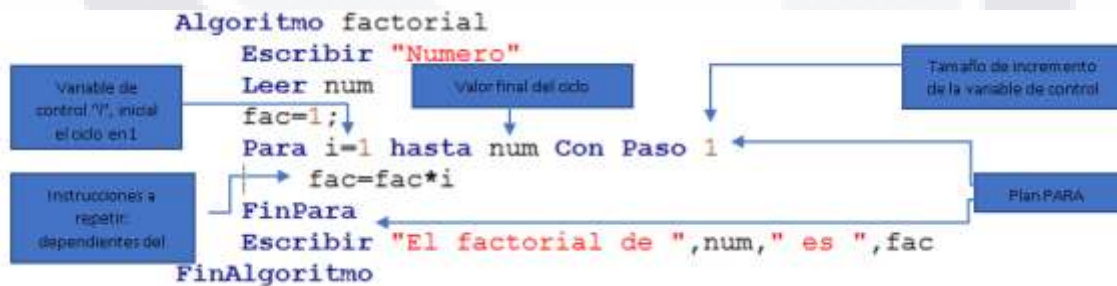 Algoritmo factorial
Escribir "Numero"
Leer num
fac=1;
Para i=1 hasta num Con Paso 1
fac=fac*i
FinPara
Escribir "El factorial de ",num," es ",fac
FinAlgoritmo
Variable de
control "i", inicial
el ciclo en 1
Valor final del ciclo
Tamaño de incremento
de la variable de control
Instrucciones a
repetir:
dependientes del
Plan PARA